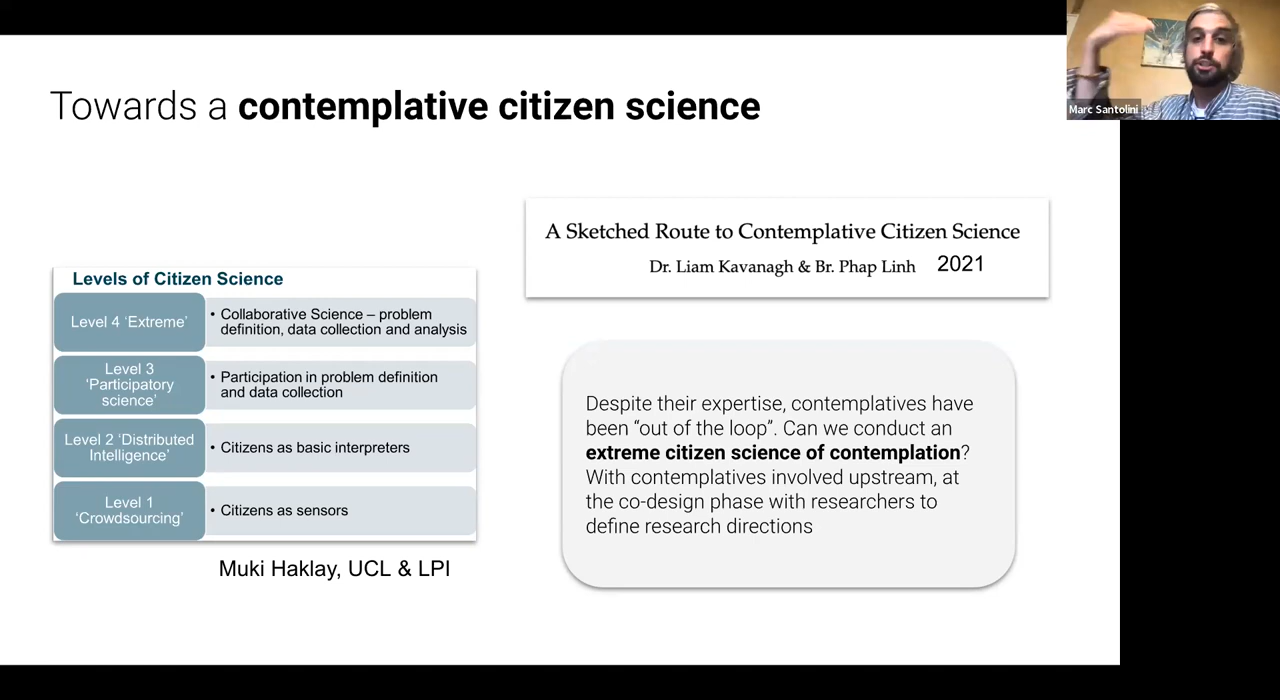 Towards a contemplative citizen science
Marc Santolini
Levels of Citizen Science
Level 4 ‘Extreme’
• Collaborative Science – problem
definition, data collection and analysis
Level 3
‘Participatory
science’
• Participation in problem definition
and data collection
Level 2 ‘Distributed
Intelligence’
• Citizens as basic interpreters
Level 1
‘Crowdsourcing’
• Citizens as sensors
Muki Haklay, UCL & LPI
A Sketched Route to Contemplative Citizen Science
Dr. Liam Kavanagh & Br. Phap Linh 2021
Despite their expertise, contemplatives have
been “out of the loop”. Can we conduct an
extreme citizen science of contemplation?
With contemplatives involved upstream, at
the co-design phase with researchers to
define research directions